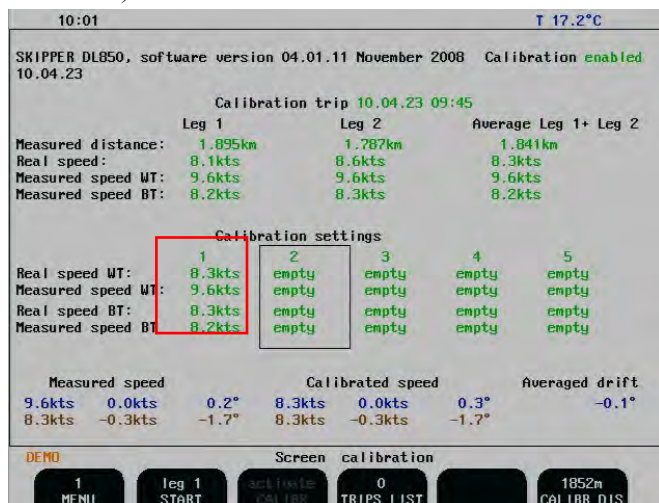 10:01 T 17.2°C
SKIPPER DL850, software version 04.01.11 November 2008 Calibration enabled
10.04.23
Calibration trip 10.04.23 09:45
Leg 1 Leg 2 Average Leg 1+ Leg 2
Measured distance: 1.895km 1.787km 1.841km
Real speed: 8.1kts 8.6kts 8.3kts
Measured speed WT: 9.6kts 9.6kts 9.6kts
Measured speed BT: 8.2kts 8.3kts 8.2kts
Calibration settings
1 2 3 4 5
Real speed WT: 8.3kts empty empty empty empty
Measured speed WT: 9.6kts empty empty empty empty
Real speed BT: 8.3kts empty empty empty empty
Measured speed BT 8.2kts empty empty empty empty
Measured speed Calibrated speed Averaged drift
9.6kts 0.0kts 0.2° 8.3kts 0.0kts 0.3° -0.1°
8.3kts -0.3kts -1.7° 8.3kts -0.3kts -1.7°
DEMO Screen calibration
1 leg 1 activate 0 1852m
MENU START CALIBR TRIPS LIST CALIBR DIS